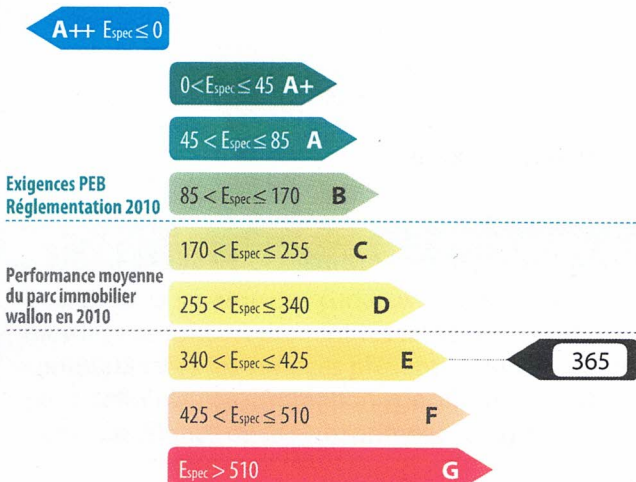 A++ Espec ≤ 0
0 < Espec ≤ 45 A+
45 < Espec ≤ 85 A
Exigences PEB
Réglementation 2010
85 < Espec ≤ 170 B
170 < Espec ≤ 255 C
Performance moyenne
du parc immobilier
wallon en 2010
255 < Espec ≤ 340 D
340 < Espec ≤ 425 E
365
425 < Espec ≤ 510 F
Espec > 510 G